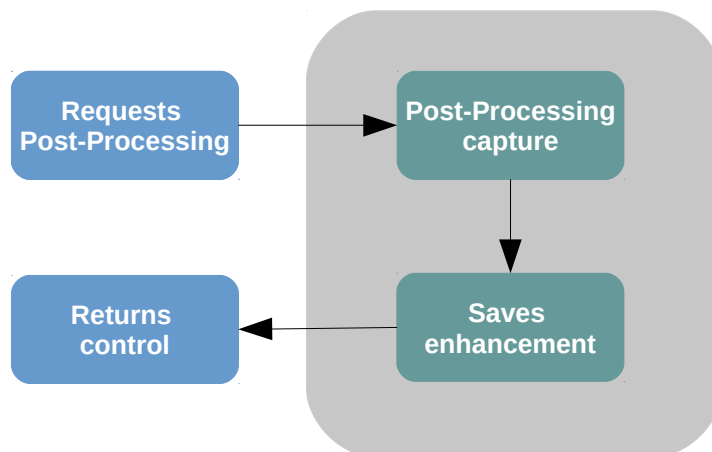 Requests
Post-Processing
Post-Processing
capture
Returns
control
Saves
enhancement